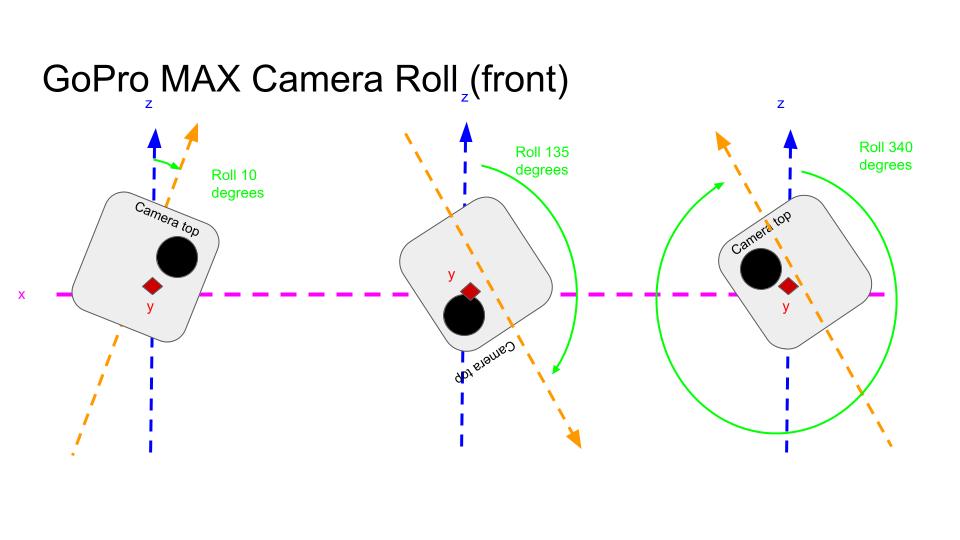 GoPro MAX Camera Roll (front)
z
z
z
Roll 10
degrees
Roll 135
degrees
Roll 340
degrees
Camera top
Camera top
Camera top
x
y
y
y